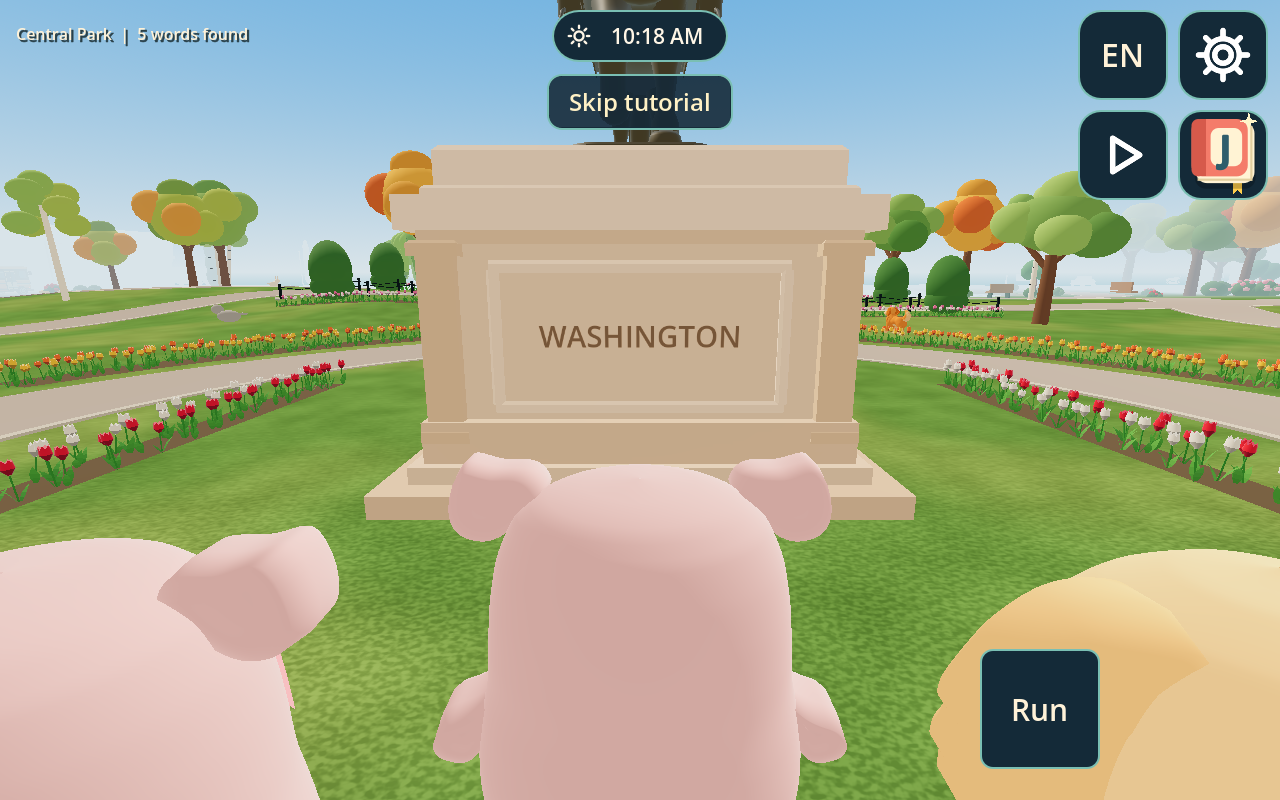 Central Park | 5 words found
10:18 AM
EN
Skip tutorial
J
WASHINGTON
Run